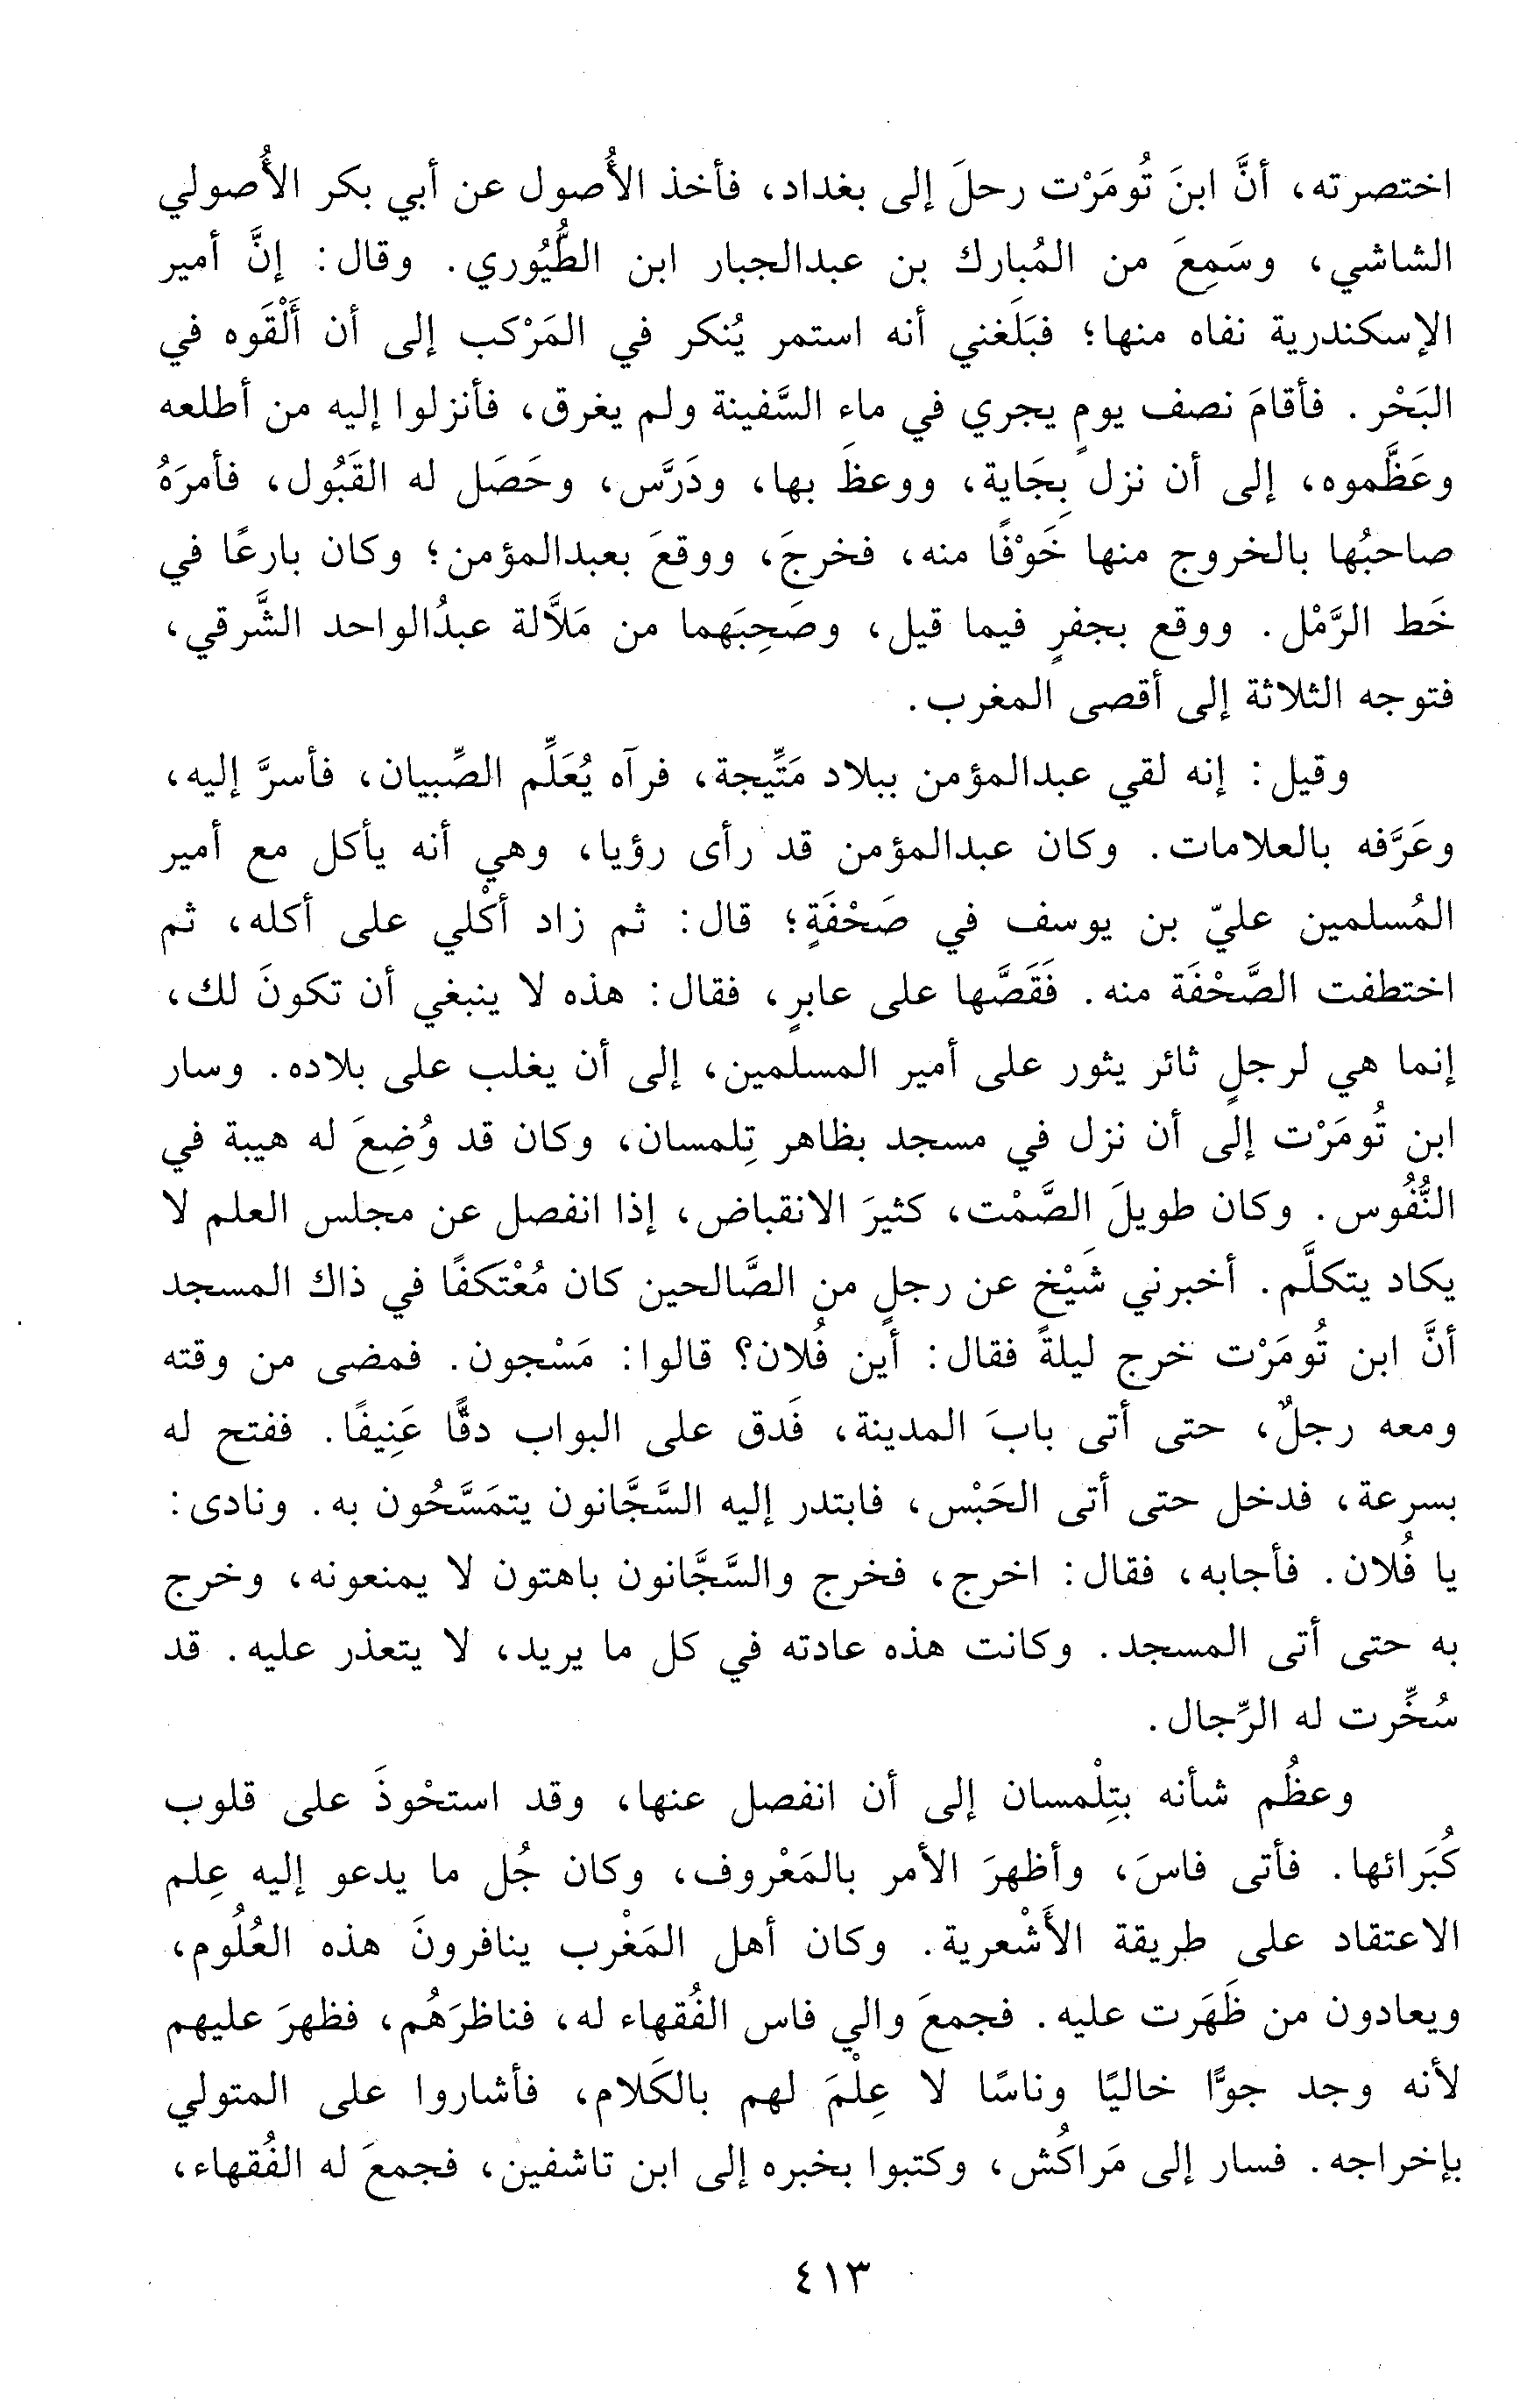 اختصرته، أنَّ ابنَ تُومَرْت رحلَ إلى بغداد، فأخذ الأُصول عن أبي بكر الأُصولي
الشاشي، وسَمِعَ من المُبارك بن عبدالجبار ابن الطُّيُوري. وقال: إنَّ أمير
الإسكندرية نفاه منها؛ فبَلَغني أنه استمر يُنكر في المَرْكب إلى أن أَلْقَوه في
البَحْر. فأقامَ نصف يومٍ يجري في ماء السَّفينة ولم يغرق، فأنزلوا إليه من أطلعه
وعَظَّموه، إلى أن نزل بِجَاية، ووعظَ بها، ودَرَّس، وحَصَل له القَبُول، فأمرَهُ
صاحبُها بالخروج منها خَوْفًا منه، فخرجَ، ووقعَ بعبدالمؤمن؛ وكان بارعًا في
خَط الرَّمْل. ووقع بجفرٍ فيما قيل، وصَحِبَهما من مَلاَّلة عبدُالواحد الشَّرقي،
فتوجه الثلاثة إلى أقصى المغرب.
وقيل: إنه لقي عبدالمؤمن ببلاد مَتِّيجة، فرآه يُعَلِّم الصِّبيان، فأسرَّ إليه،
وعَرَّفه بالعلامات. وكان عبدالمؤمن قد رأى رؤيا، وهي أنه يأكل مع أمير
المُسلمين عليّ بن يوسف في صَحْفَةٍ؛ قال: ثم زاد أكْلي على أكله، ثم
اختطفت الصَّحْفَة منه. فَقَصَّها على عابرٍ، فقال: هذه لا ينبغي أن تكونَ لك،
إنما هي لرجلٍ ثائر يثور على أمير المسلمين، إلى أن يغلب على بلاده. وسار
ابن تُومَرْت إلى أن نزل في مسجد بظاهر تِلمسان، وكان قد وُضِعَ له هيبة في
النُّفُوس. وكان طويلَ الصَّمْت، كثيرَ الانقباض، إذا انفصل عن مجلس العلم لا
يكاد يتكلَّم. أخبرني شَيْخ عن رجلٍ من الصَّالحين كان مُعْتَكفًا في ذاك المسجد
أنَّ ابن تُومَرْت خرج ليلةً فقال: أين فُلان؟ قالوا: مَسْجون. فمضى من وقته
ومعه رجلٌ، حتى أتى بابَ المدينة، فَدق على البواب دقًّا عَنِيفًا. ففتح له
بسرعة، فدخل حتى أتى الحَبْس، فابتدر إليه السَّجَّانون يتمَسَّحُون به. ونادى:
يا فُلان. فأجابه، فقال: اخرج، فخرج والسَّجَّانون باهتون لا يمنعونه، وخرج
به حتى أتى المسجد. وكانت هذه عادته في كل ما يريد، لا يتعذر عليه. قد
سُخِّرت له الرِّجال.
وعظُم شأنه بتِلْمسان إلى أن انفصل عنها، وقد استحْوذَ على قلوب
كُبَرائها. فأتى فاسَ، وأظهرَ الأمر بالمَعْروف، وكان جُل ما يدعو إليه عِلم
الاعتقاد على طريقة الأَشْعرية. وكان أهل المَغْرب ينافرونَ هذه العُلُوم،
ويعادون من ظَهَرت عليه. فجمعَ والي فاس الفُقهاء له، فناظرَهُم، فظهرَ عليهم
لأنه وجد جوًّا خاليًا وناسًا لا عِلْمَ لهم بالكَلام، فأشاروا على المتولي
بإخراجه. فسار إلى مَراكُش، وكتبوا بخبره إلى ابن تاشفين، فجمعَ له الفُقهاء،
٤١٣